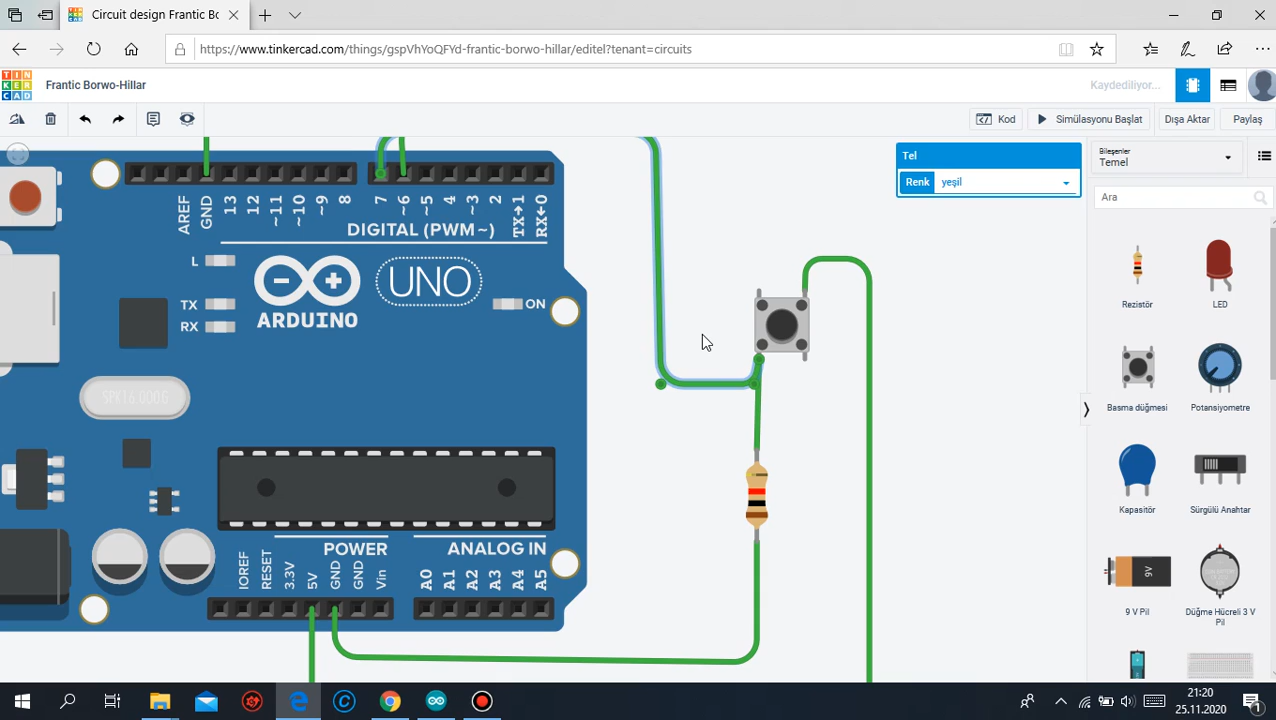 Circuit design Frantic Bo
https://www.tinkercad.com/things/gspVhYoQFYd-frantic-borwo-hillar/editel?tenant=circuits
TIN
KER
CAD
Frantic Borwo-Hillar
Kaydediliyor...
Kod
Simülasyonu Başlat
Dışa Aktar
Paylaş
Tel
Renk yeşil
Bileşenler
Temel
Ara
Rezistör
LED
Basma düğmesi
Potansiyometre
Kapasitör
Sürgülü Anahtar
9V
9 V Pil
Düğme Hücreli 3 V
Pil
AREF
GND
13
12
~11
~10
~9
8
7
~6
~5
4
~3
2
TX→1
RX←0
DIGITAL (PWM~)
L
TX
RX
UNO
ON
ARDUINO
SPK16.000G
POWER
ANALOG IN
IOREF
RESET
3.3V
5V
GND
GND
Vin
A0
A1
A2
A3
A4
A5
21:20
25.11.2020
1